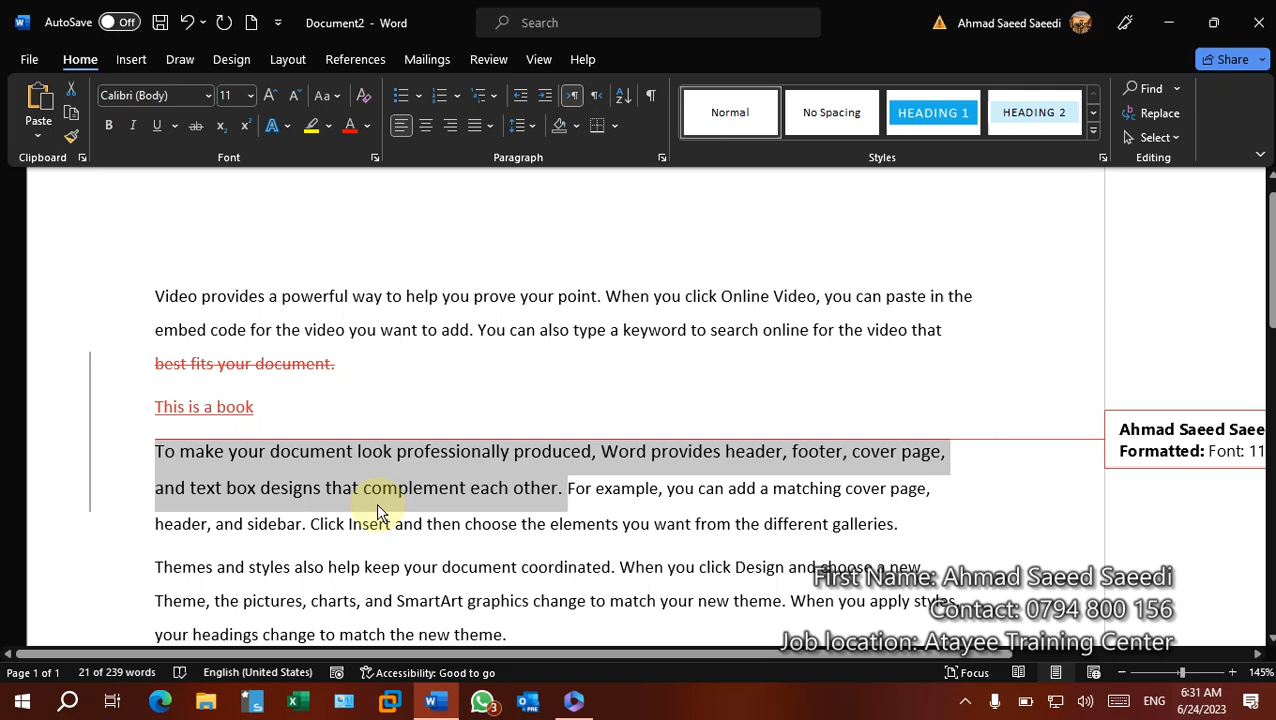 AutoSave Off Document2 - Word Search Ahmad Saeed Saeedi
File Home Insert Draw Design Layout References Mailings Review View Help Share
Paste Calibri (Body) 11 Aa Normal No Spacing HEADING 1 HEADING 2 Find
Replace
Select
Clipboard Font Paragraph Styles Editing
Video provides a powerful way to help you prove your point. When you click Online Video, you can paste in the
embed code for the video you want to add. You can also type a keyword to search online for the video that
best fits your document.
This is a book
Ahmad Saeed Saee
Formatted: Font: 11
To make your document look professionally produced, Word provides header, footer, cover page,
and text box designs that complement each other. For example, you can add a matching cover page,
header, and sidebar. Click Insert and then choose the elements you want from the different galleries.
Themes and styles also help keep your document coordinated. When you click Design and choose a new
Theme, the pictures, charts, and SmartArt graphics change to match your new theme. When you apply styles,
your headings change to match the new theme.
First Name: Ahmad Saeed Saeedi
Contact: 0794 800 156
Job location: Atayee Training Center
Page 1 of 1 21 of 239 words English (United States) Accessibility: Good to go Focus 145%
3 PRE ENG 6:31 AM
6/24/2023